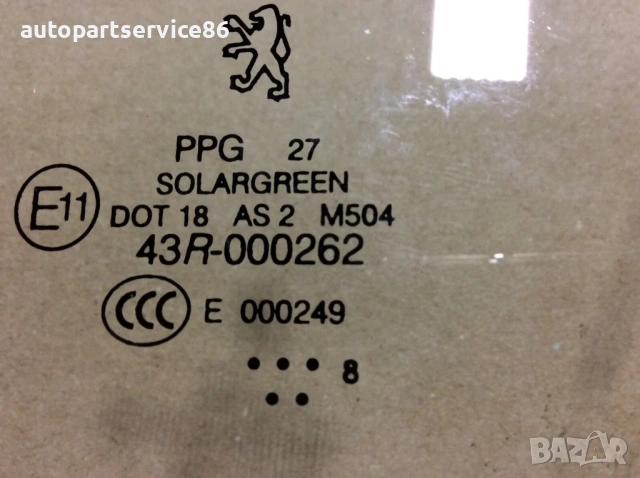 autopartservice86
PPG 27
SOLARGREEN
E11
DOT 18 AS 2 M504
43R-000262
CCC E 000249
8
BAZAR